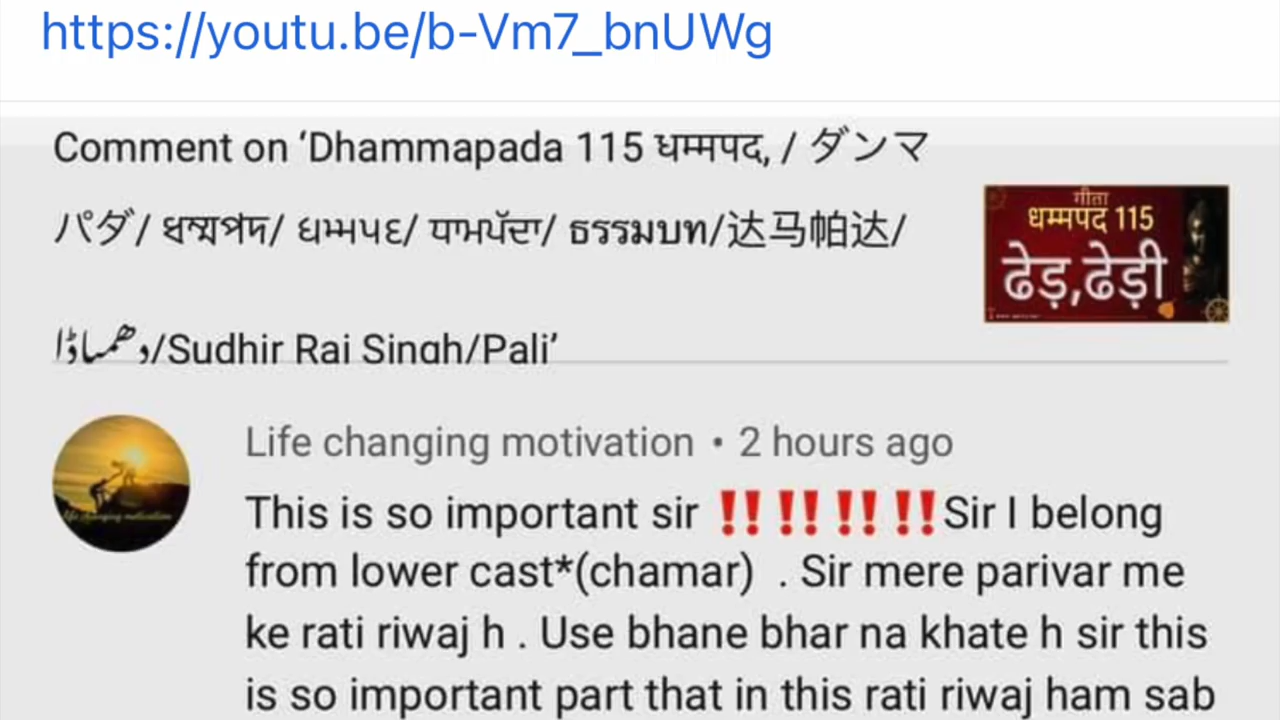 https://youtu.be/b-Vm7_bnUWg
Comment on ‘Dhammapada 115 धम्मपद, / ダンマ
パダ/ ধম্মপদ/ ધમ્મપદ/ ਧਾਮਪੱਦਾ/ ธรรมบท/达马帕达/
دھماپاڈا/Sudhir Rai Singh/Pali’
गीता
धम्मपद 115
ढेड़,ढेड़ी
Life changing motivation • 2 hours ago
This is so important sir ‼️ ‼️ ‼️ ‼️Sir I belong
from lower cast*(chamar) . Sir mere parivar me
ke rati riwaj h . Use bhane bhar na khate h sir this
is so important part that in this rati riwaj ham sab